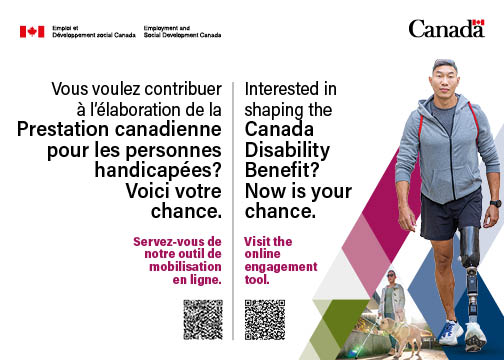 Emploi et
Développement social Canada
Employment and
Social Development Canada
Canada
Vous voulez contribuer
à l'élaboration de la
Prestation canadienne
pour les personnes
handicapées?
Voici votre
chance.
Servez-vous de
notre outil de
mobilisation
en ligne.
Interested in
shaping the
Canada
Disability
Benefit?
Now is your
chance.
Visit the
online
engagement
tool.